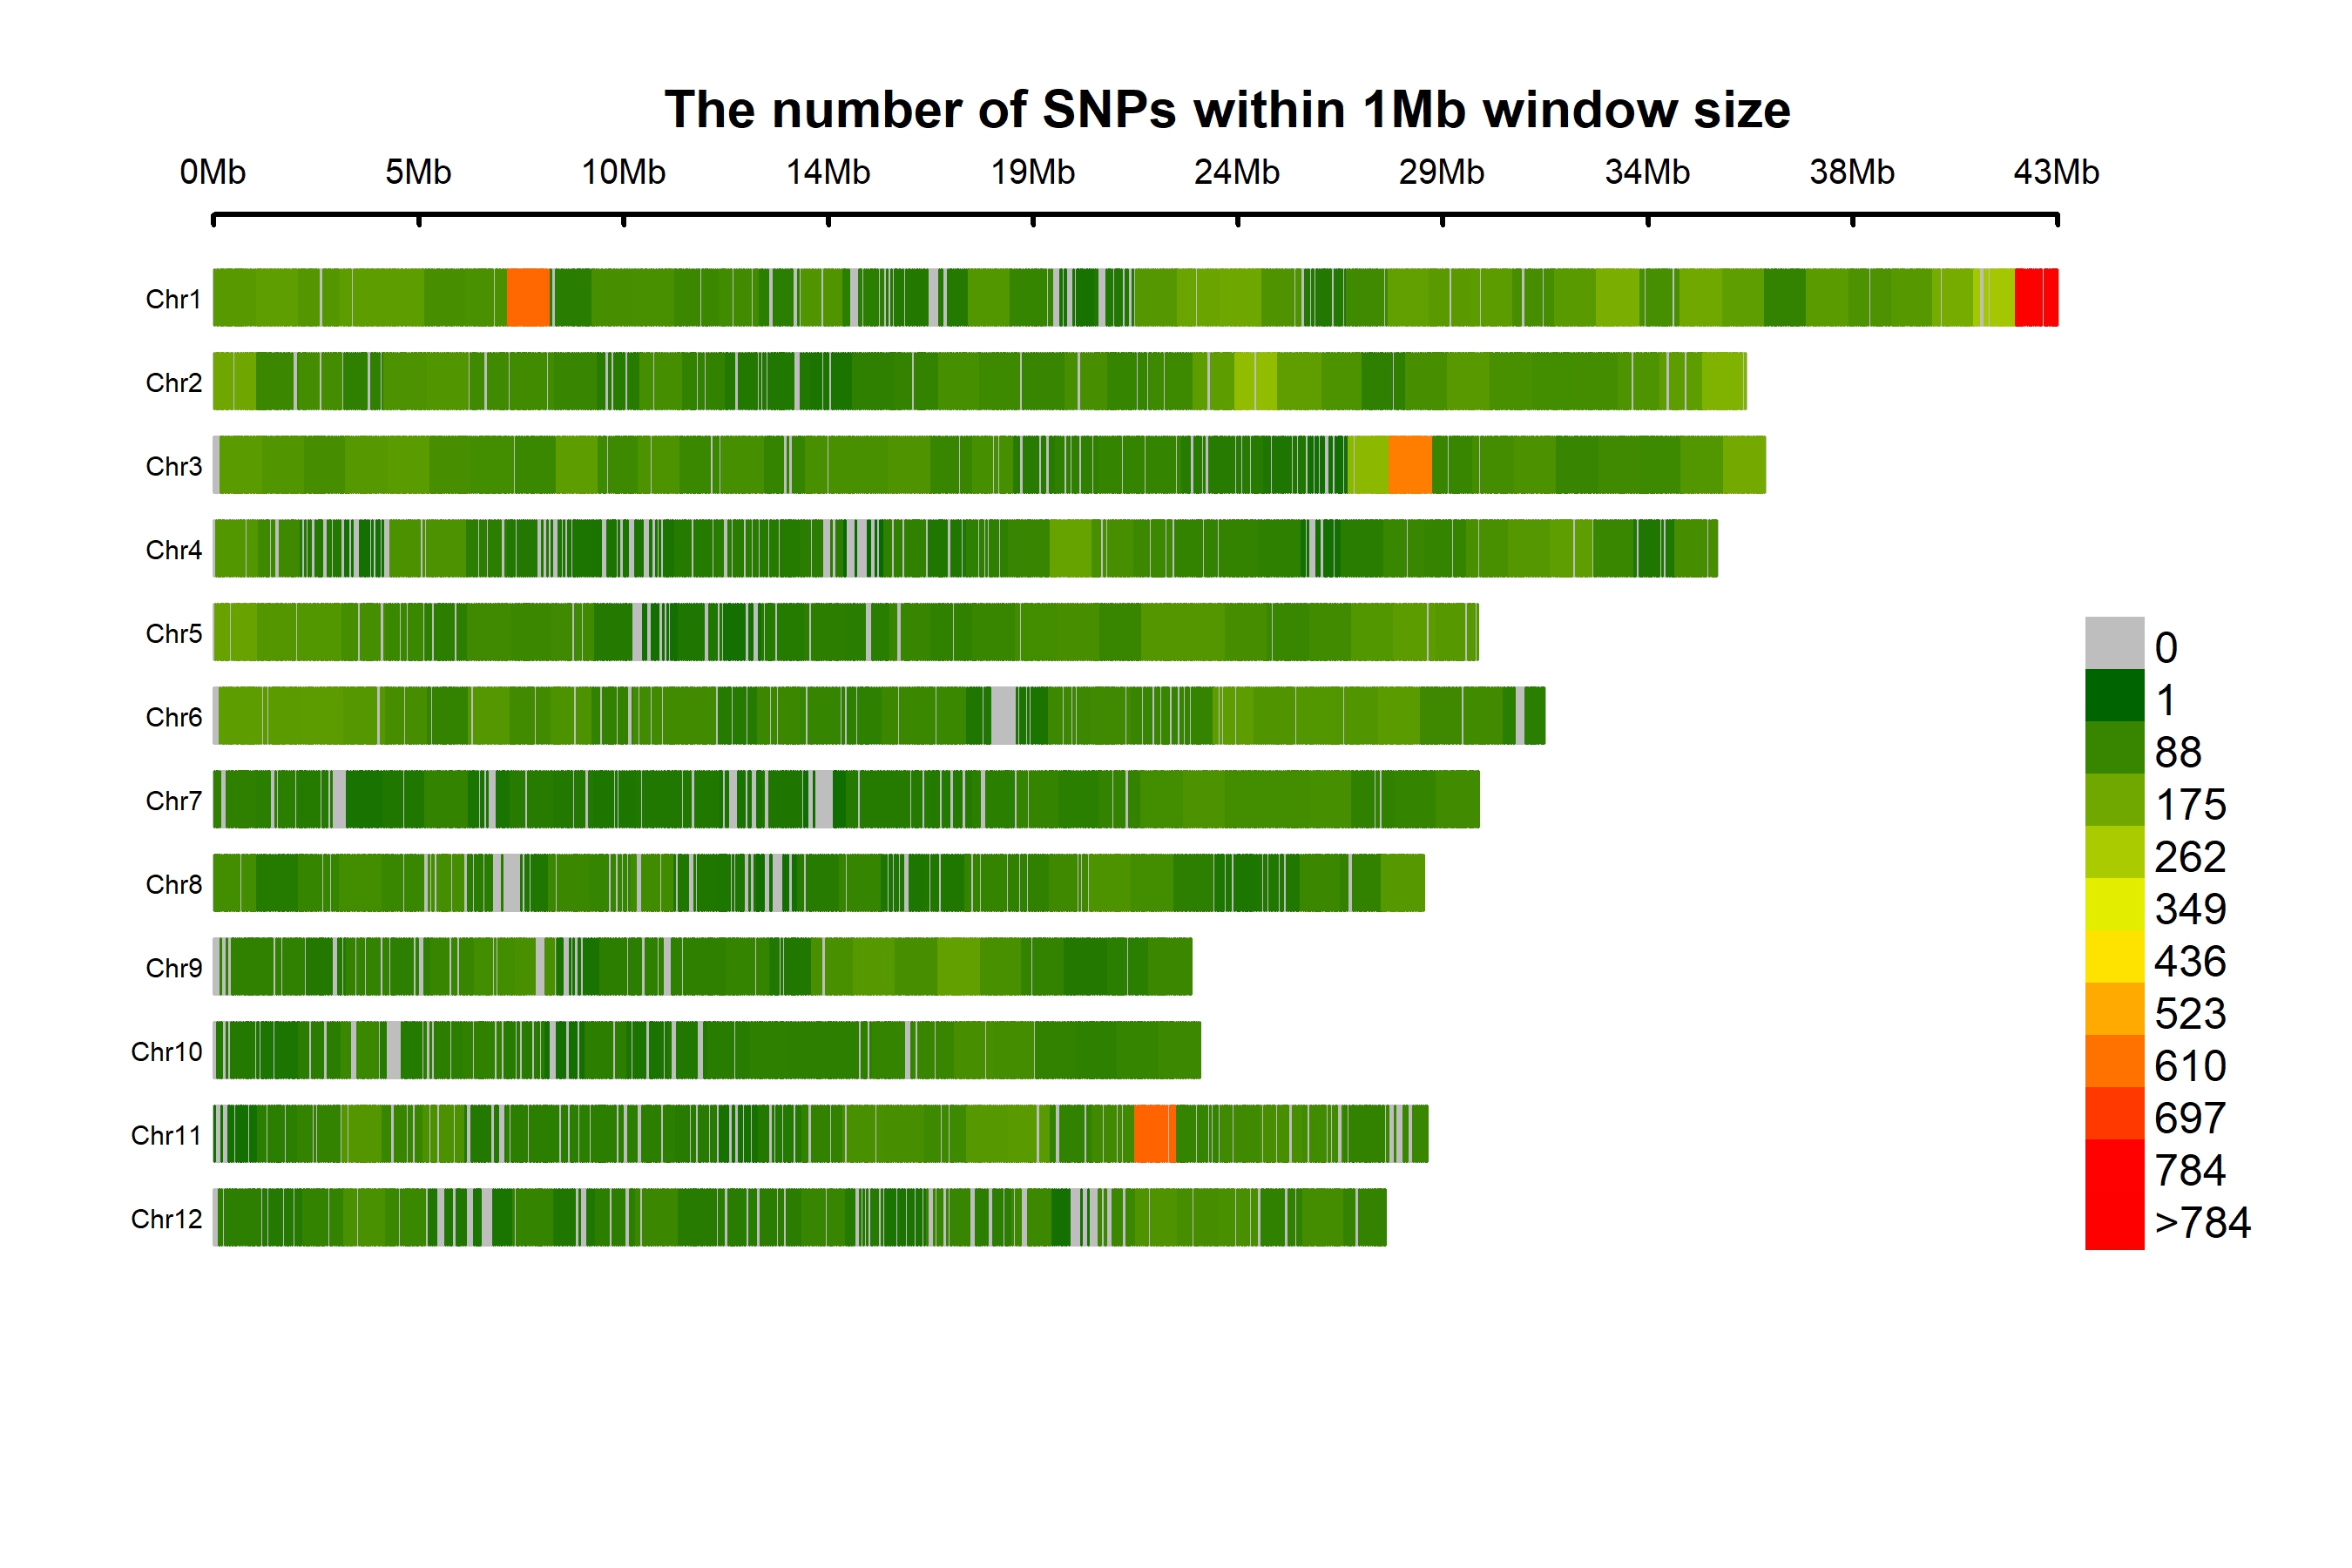 The number of SNPs within 1Mb window size
0Mb 5Mb 10Mb 14Mb 19Mb 24Mb 29Mb 34Mb 38Mb 43Mb
Chr1
Chr2
Chr3
Chr4
Chr5
Chr6
Chr7
Chr8
Chr9
Chr10
Chr11
Chr12
0
1
88
175
262
349
436
523
610
697
784
>784